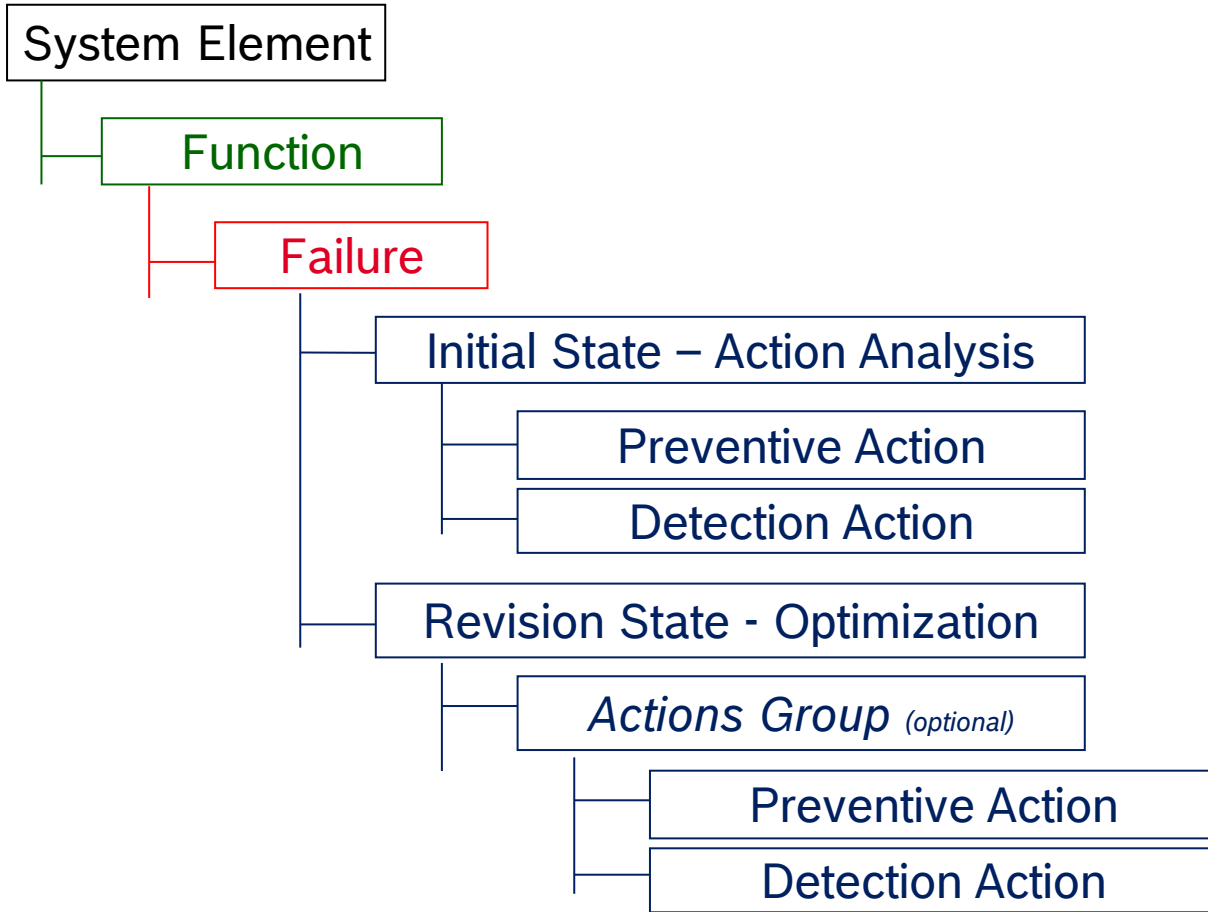 System Element
Function
Failure
Initial State – Action Analysis
Preventive Action
Detection Action
Revision State - Optimization
Actions Group (optional)
Preventive Action
Detection Action